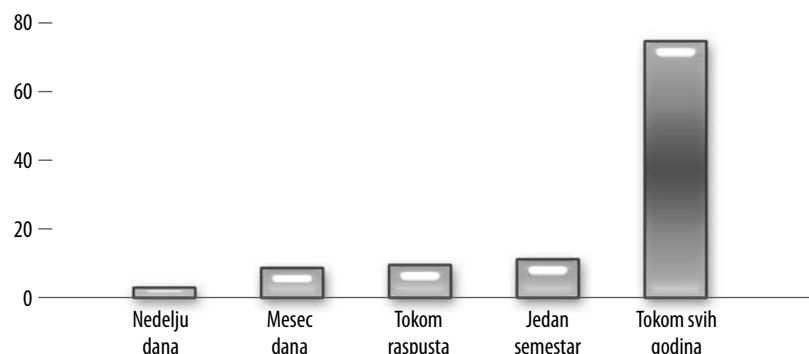 80
60
40
20
0
Nedelju dana
Mesec dana
Tokom raspusta
Jedan semestar
Tokom svih godina